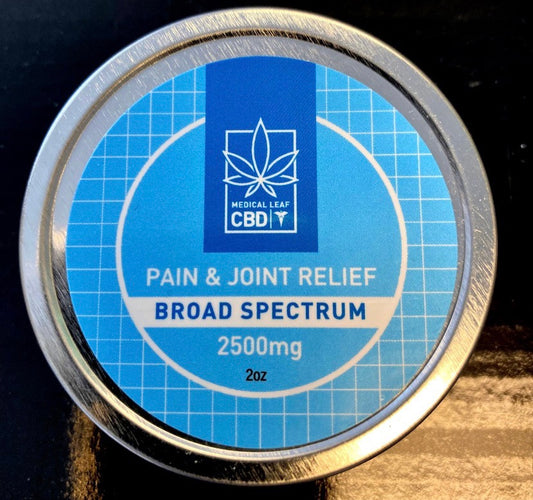 MEDICAL LEAF
CBD
PAIN & JOINT RELIEF
BROAD SPECTRUM
2500mg
2oz